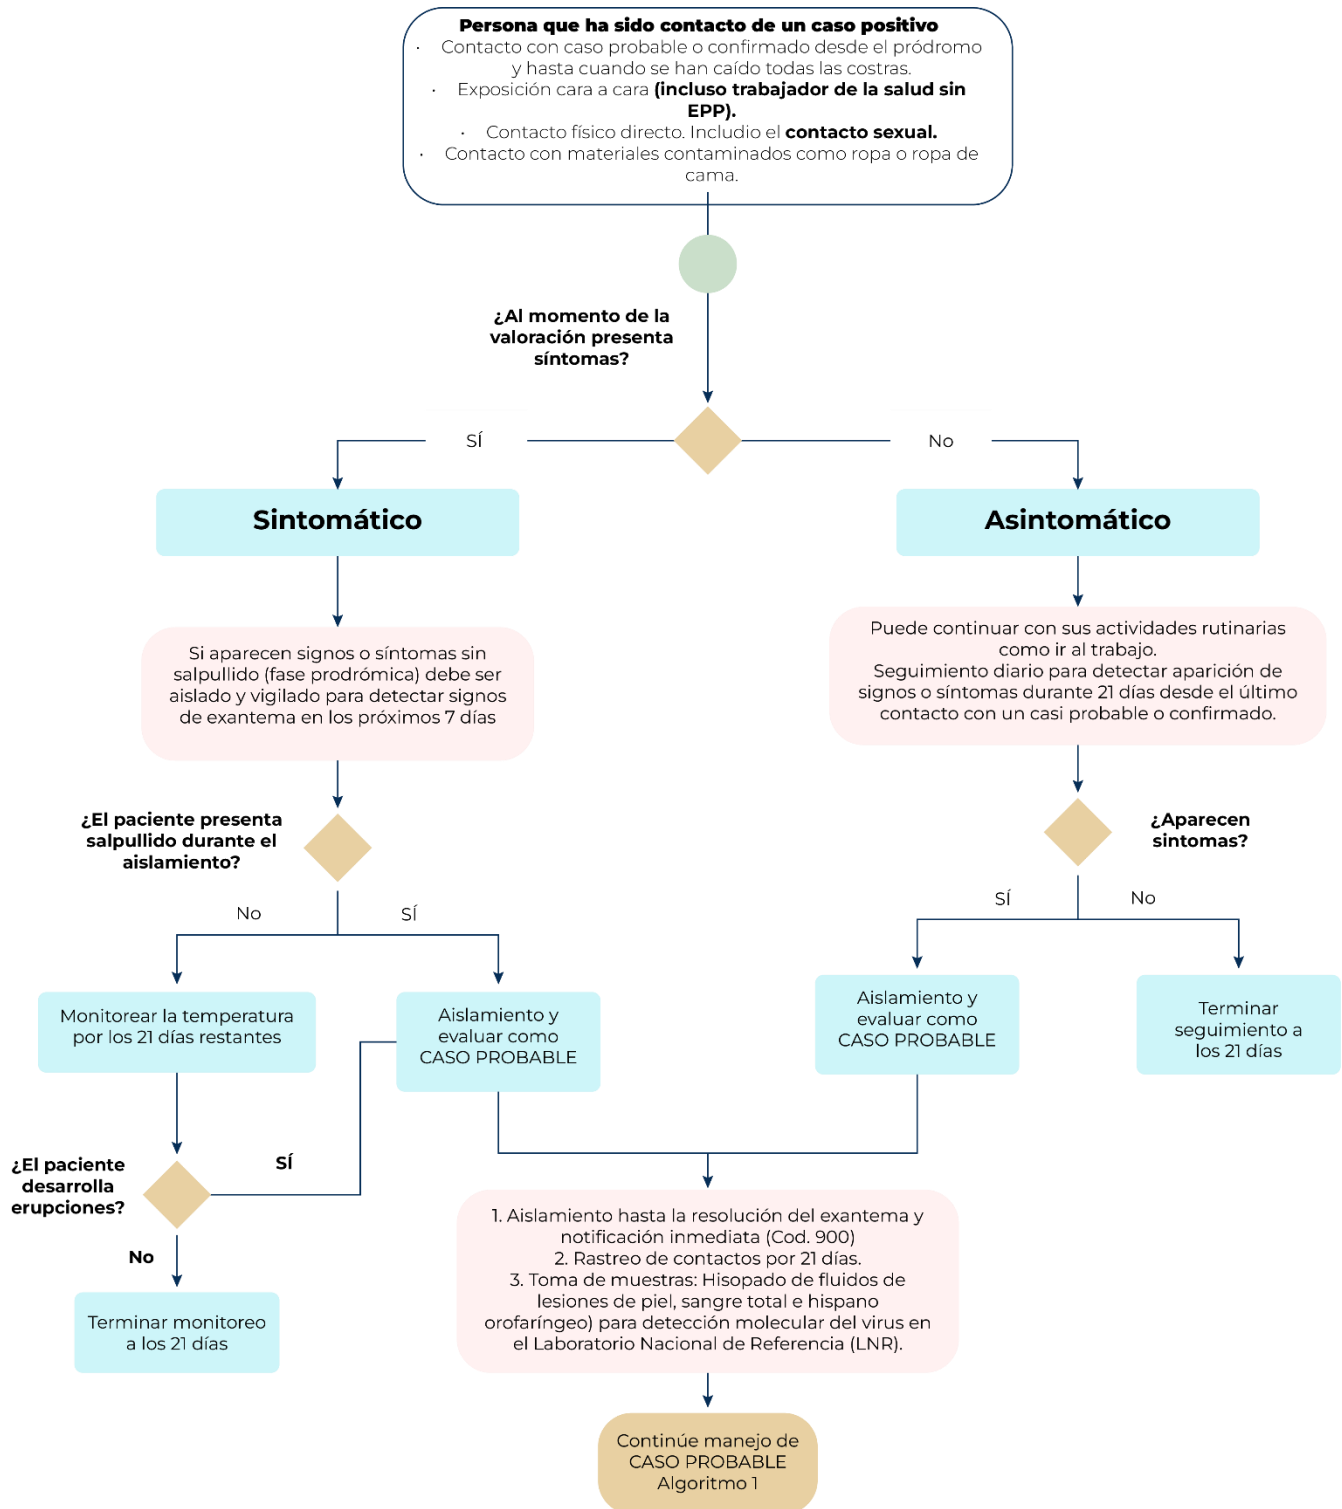 Persona que ha sido contacto de un caso positivo
· Contacto con caso probable o confirmado desde el pródromo
y hasta cuando se han caído todas las costras.
· Exposición cara a cara (incluso trabajador de la salud sin
EPP).
· Contacto físico directo. Includio el contacto sexual.
· Contacto con materiales contaminados como ropa o ropa de
cama.
¿Al momento de la
valoración presenta
síntomas?
SÍ
No
Sintomático
Asintomático
Si aparecen signos o síntomas sin
salpullido (fase prodrómica) debe ser
aislado y vigilado para detectar signos
de exantema en los próximos 7 días
Puede continuar con sus actividades rutinarias
como ir al trabajo.
Seguimiento diario para detectar aparición de
signos o síntomas durante 21 días desde el último
contacto con un casi probable o confirmado.
¿El paciente presenta
salpullido durante el
aislamiento?
¿Aparecen
sintomas?
No
SÍ
SÍ
No
Monitorear la temperatura
por los 21 días restantes
Aislamiento y
evaluar como
CASO PROBABLE
Aislamiento y
evaluar como
CASO PROBABLE
Terminar
seguimiento a
los 21 días
¿El paciente
desarrolla
erupciones?
SÍ
No
Terminar monitoreo
a los 21 días
1. Aislamiento hasta la resolución del exantema y
notificación inmediata (Cod. 900)
2. Rastreo de contactos por 21 días.
3. Toma de muestras: Hisopado de fluidos de
lesiones de piel, sangre total e hispano
orofaríngeo) para detección molecular del virus en
el Laboratorio Nacional de Referencia (LNR).
Continúe manejo de
CASO PROBABLE
Algoritmo 1